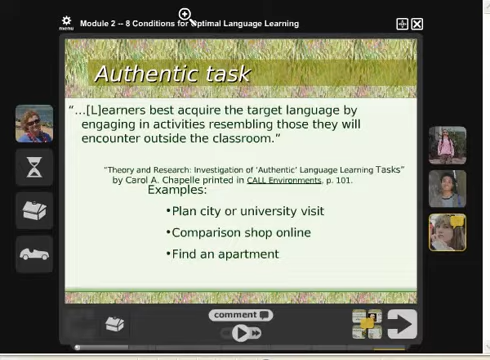 menu
Module 2 -- 8 Conditions for Optimal Language Learning
Authentic task
“...[L]earners best acquire the target language by
engaging in activities resembling those they will
encounter outside the classroom.“
“Theory and Research: Investigation of ‘Authentic’ Language Learning Tasks”
by Carol A. Chapelle printed in CALL Environments, p. 101.
Examples:
•Plan city or university visit
•Comparison shop online
•Find an apartment
comment